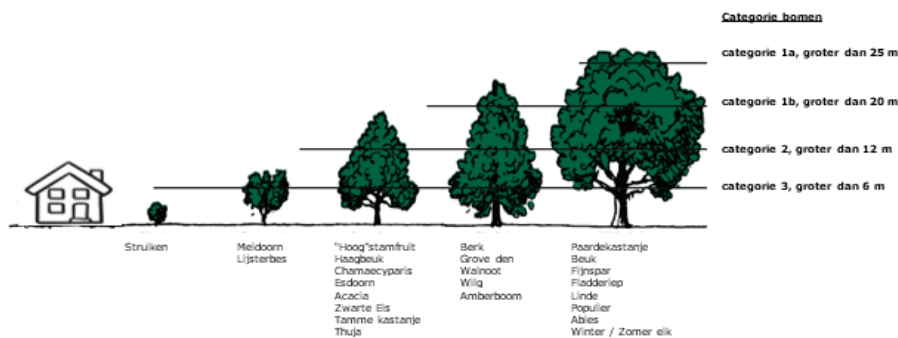 Categorie bomen
categorie 1a, groter dan 25 m
categorie 1b, groter dan 20 m
categorie 2, groter dan 12 m
categorie 3, groter dan 6 m
Struiken
Meidoorn
Lijsterbes
"Hoog"stamfruit
Haagbeuk
Chamaecyparis
Esdoorn
Acacia
Zwarte Els
Tamme kastanje
Thuja
Berk
Grove den
Walnoot
Wilg
Amberboom
Paardekastanje
Beuk
Fijnspar
Fladderiep
Linde
Populier
Abies
Winter / Zomer eik